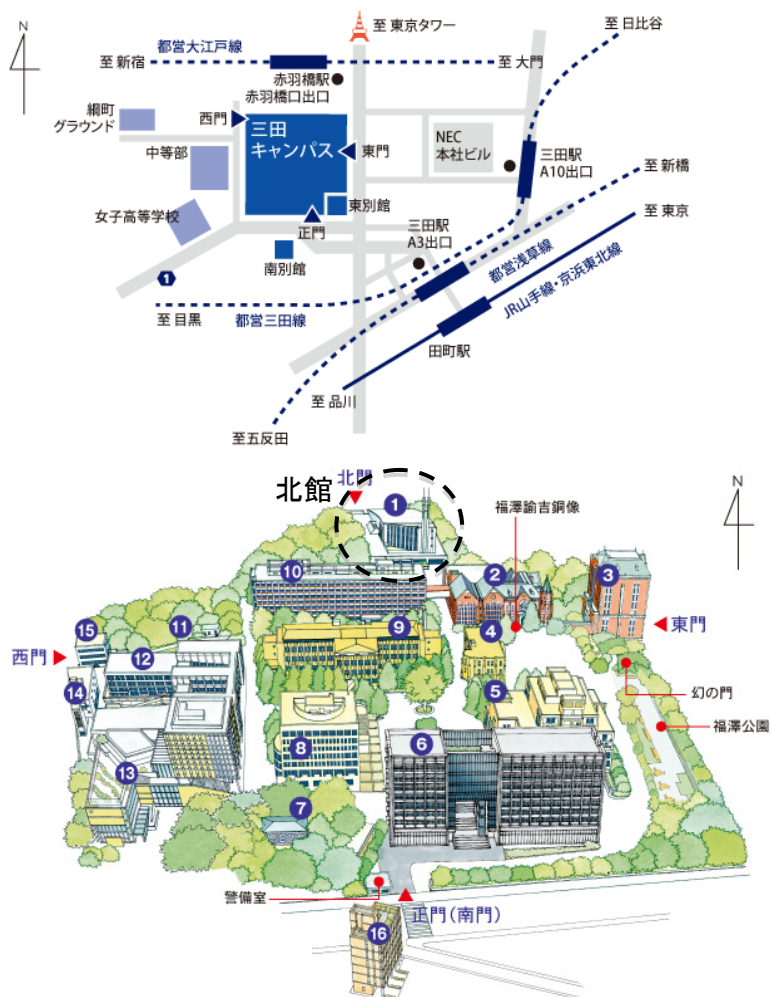 至 東京タワー
至 日比谷
N
都営大江戸線
至 新宿
至 大門
赤羽橋駅
赤羽橋口出口
綱町
グラウンド
西門
三田
キャンパス
東門
NEC
本社ビル
三田駅
A10出口
中等部
至 新橋
東別館
至 東京
女子高等学校
正門
三田駅
A3出口
南別館
都営浅草線
1
JR山手線・京浜東北線
至 目黒
都営三田線
田町駅
至 品川
至五反田
北門
北館
1
福澤諭吉銅像
N
10
2
3
9
4
東門
15
11
西門
12
14
5
幻の門
福澤公園
8
6
13
7
警備室
正門(南門)
16